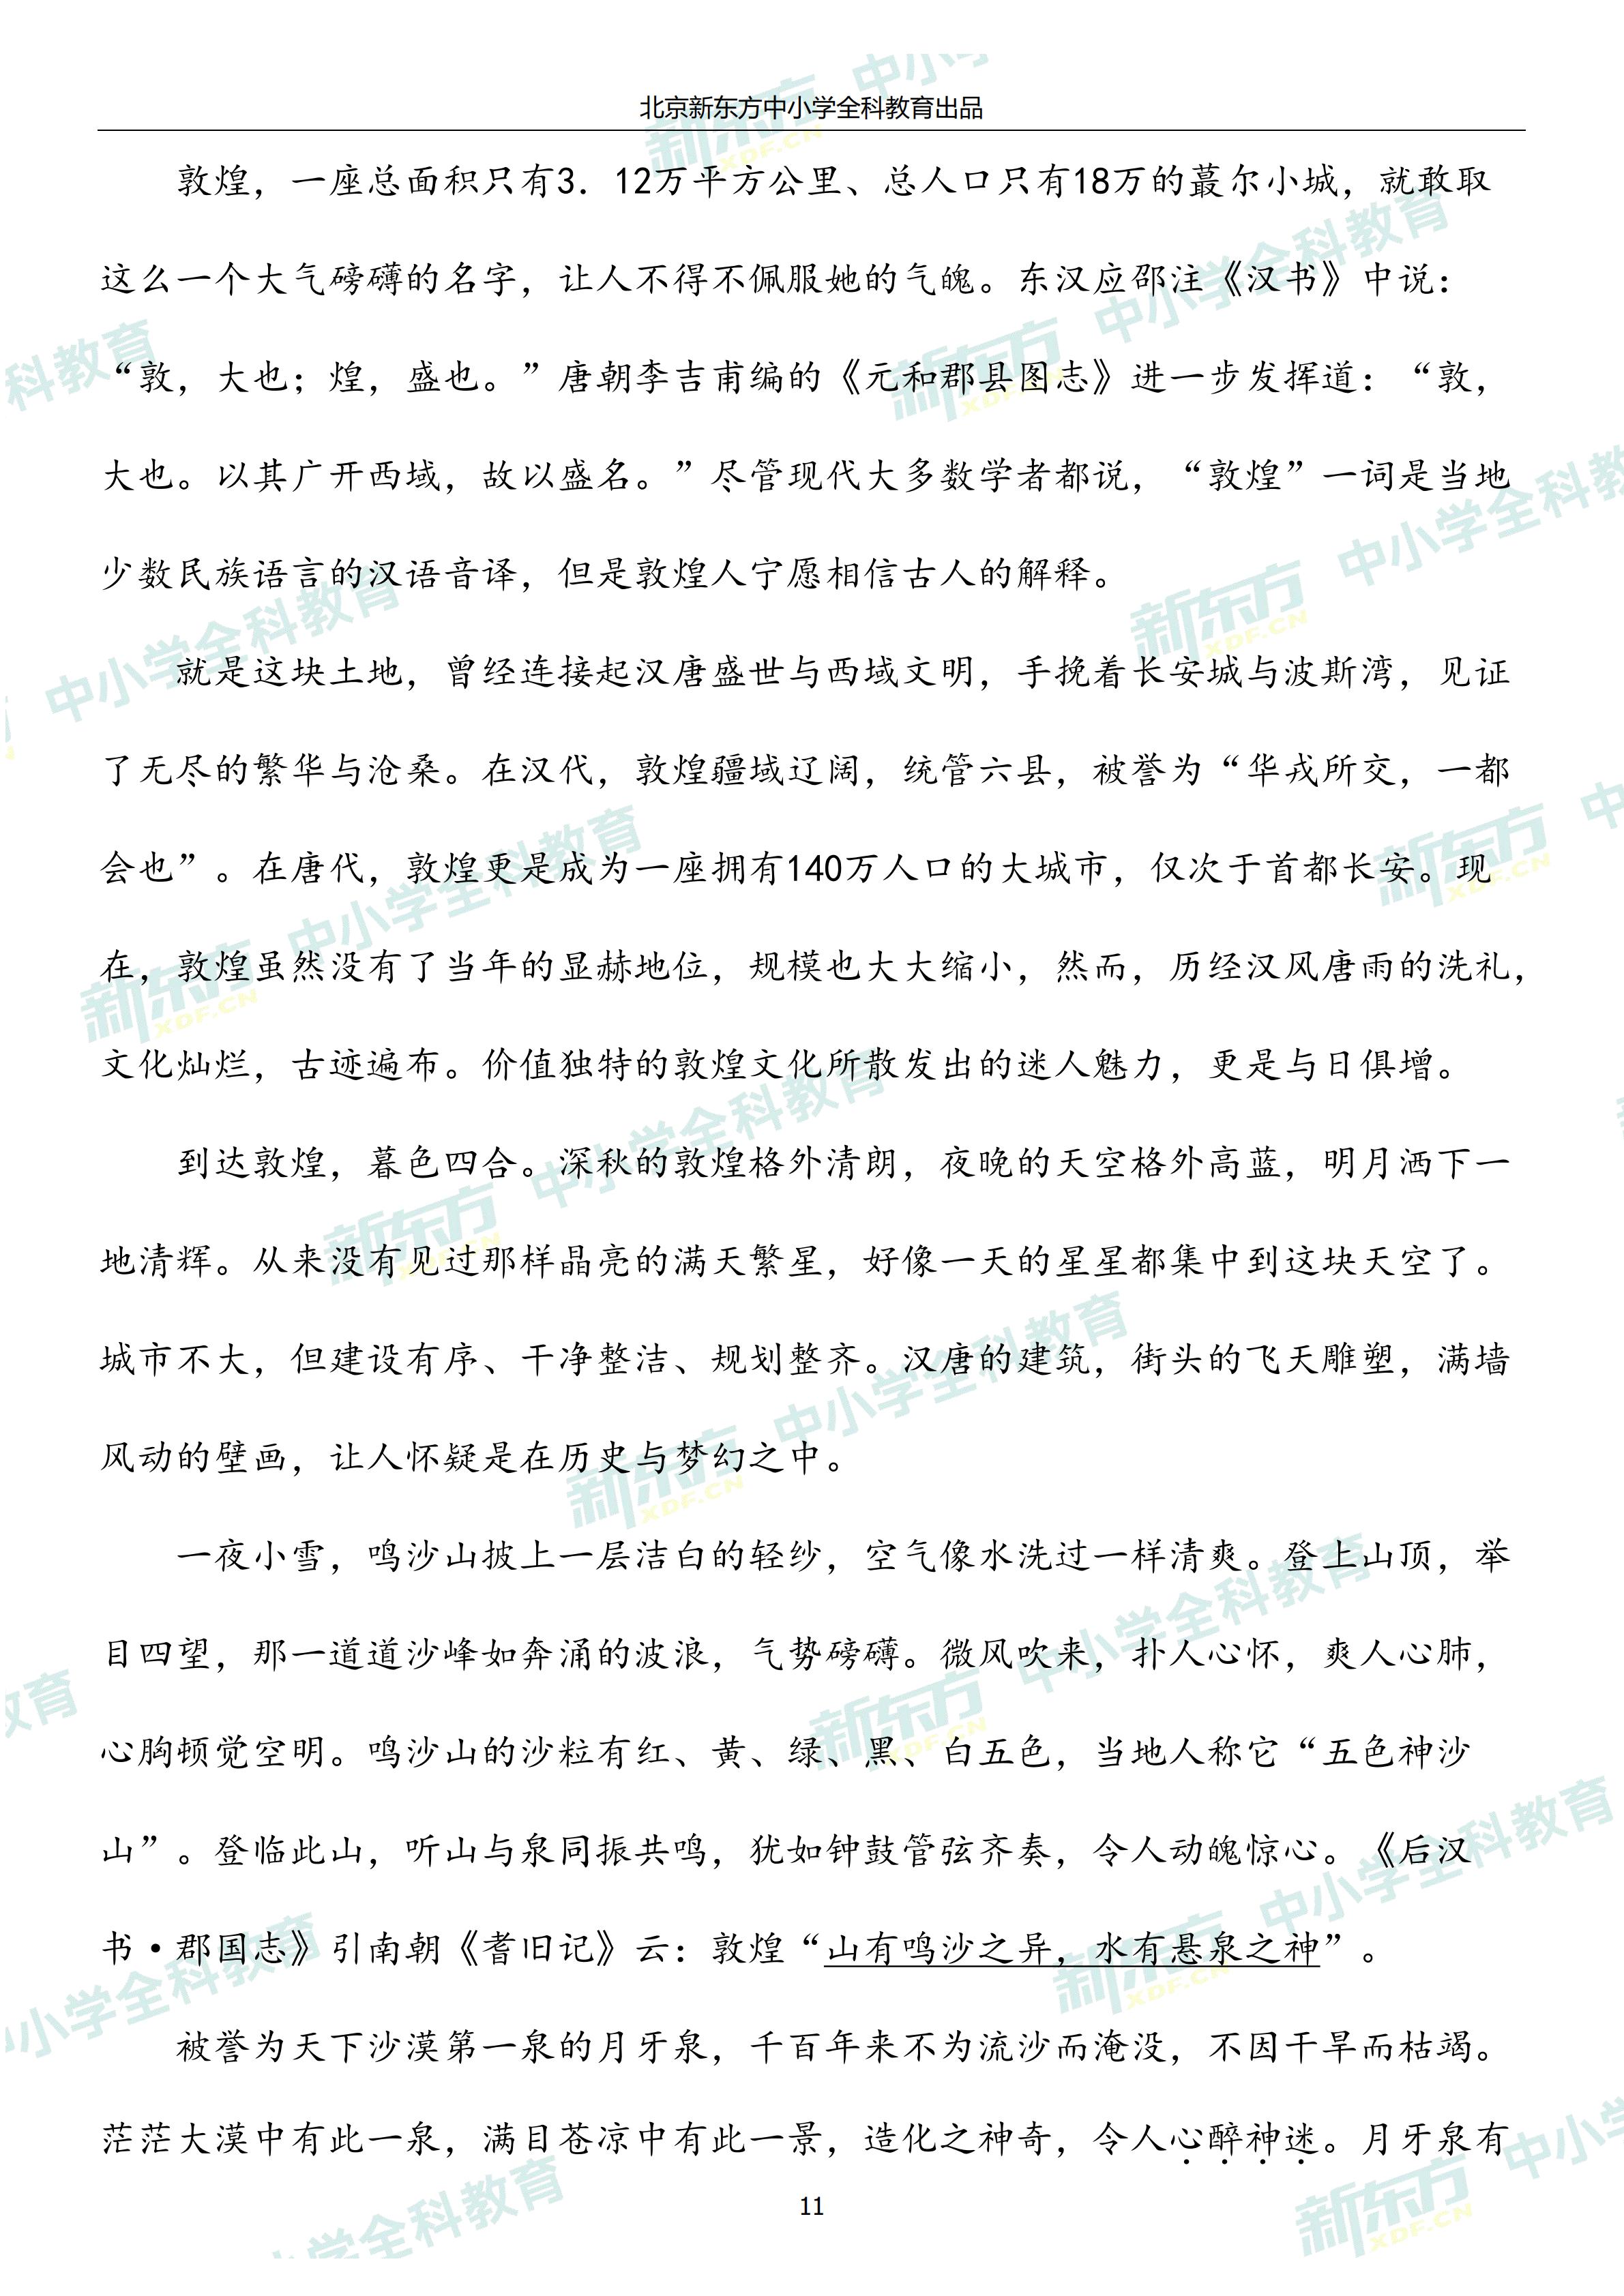 北京新东方中小学全科教育出品
敦煌，一座总面积只有3．12万平方公里、总人口只有18万的蕞尔小城，就敢取
这么一个大气磅礴的名字，让人不得不佩服她的气魄。东汉应邵注《汉书》中说：
“敦，大也；煌，盛也。”唐朝李吉甫编的《元和郡县图志》进一步发挥道：“敦，
大也。以其广开西域，故以盛名。”尽管现代大多数学者都说，“敦煌”一词是当地
少数民族语言的汉语音译，但是敦煌人宁愿相信古人的解释。
就是这块土地，曾经连接起汉唐盛世与西域文明，手挽着长安城与波斯湾，见证
了无尽的繁华与沧桑。在汉代，敦煌疆域辽阔，统管六县，被誉为“华戎所交，一都
会也”。在唐代，敦煌更是成为一座拥有140万人口的大城市，仅次于首都长安。现
在，敦煌虽然没有了当年的显赫地位，规模也大大缩小，然而，历经汉风唐雨的洗礼，
文化灿烂，古迹遍布。价值独特的敦煌文化所散发出的迷人魅力，更是与日俱增。
到达敦煌，暮色四合。深秋的敦煌格外清朗，夜晚的天空格外高蓝，明月洒下一
地清辉。从来没有见过那样晶亮的满天繁星，好像一天的星星都集中到这块天空了。
城市不大，但建设有序、干净整洁、规划整齐。汉唐的建筑，街头的飞天雕塑，满墙
风动的壁画，让人怀疑是在历史与梦幻之中。
一夜小雪，鸣沙山披上一层洁白的轻纱，空气像水洗过一样清爽。登上山顶，举
目四望，那一道道沙峰如奔涌的波浪，气势磅礴。微风吹来，扑人心怀，爽人心肺，
心胸顿觉空明。鸣沙山的沙粒有红、黄、绿、黑、白五色，当地人称它“五色神沙
山”。登临此山，听山与泉同振共鸣，犹如钟鼓管弦齐奏，令人动魄惊心。《后汉
书·郡国志》引南朝《耆旧记》云：敦煌“山有鸣沙之异，水有悬泉之神”。
被誉为天下沙漠第一泉的月牙泉，千百年来不为流沙而淹没，不因干旱而枯竭。
茫茫大漠中有此一泉，满目苍凉中有此一景，造化之神奇，令人心醉神迷。月牙泉有
11
新东方 XDF.CN 中小学全科教育